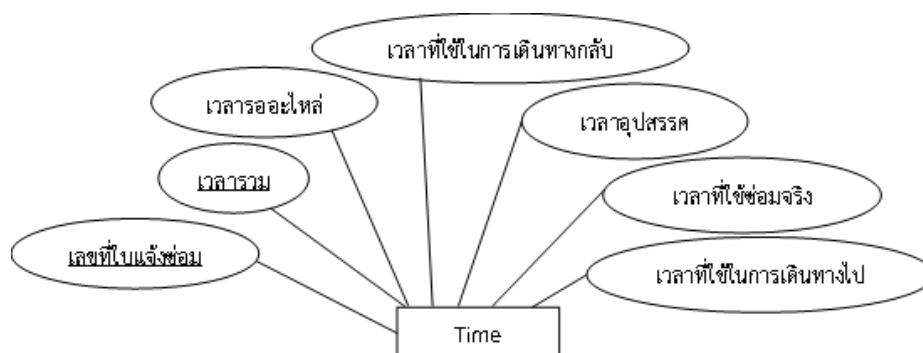 เวลาที่ใช้ในการเดินทางกลับ
เวลารออะไหล่
เวลาอุปสรรค
เวลารวม
เวลาที่ใช้ซ่อมจริง
เลขที่ใบแจ้งซ่อม
เวลาที่ใช้ในการเดินทางไป
Time